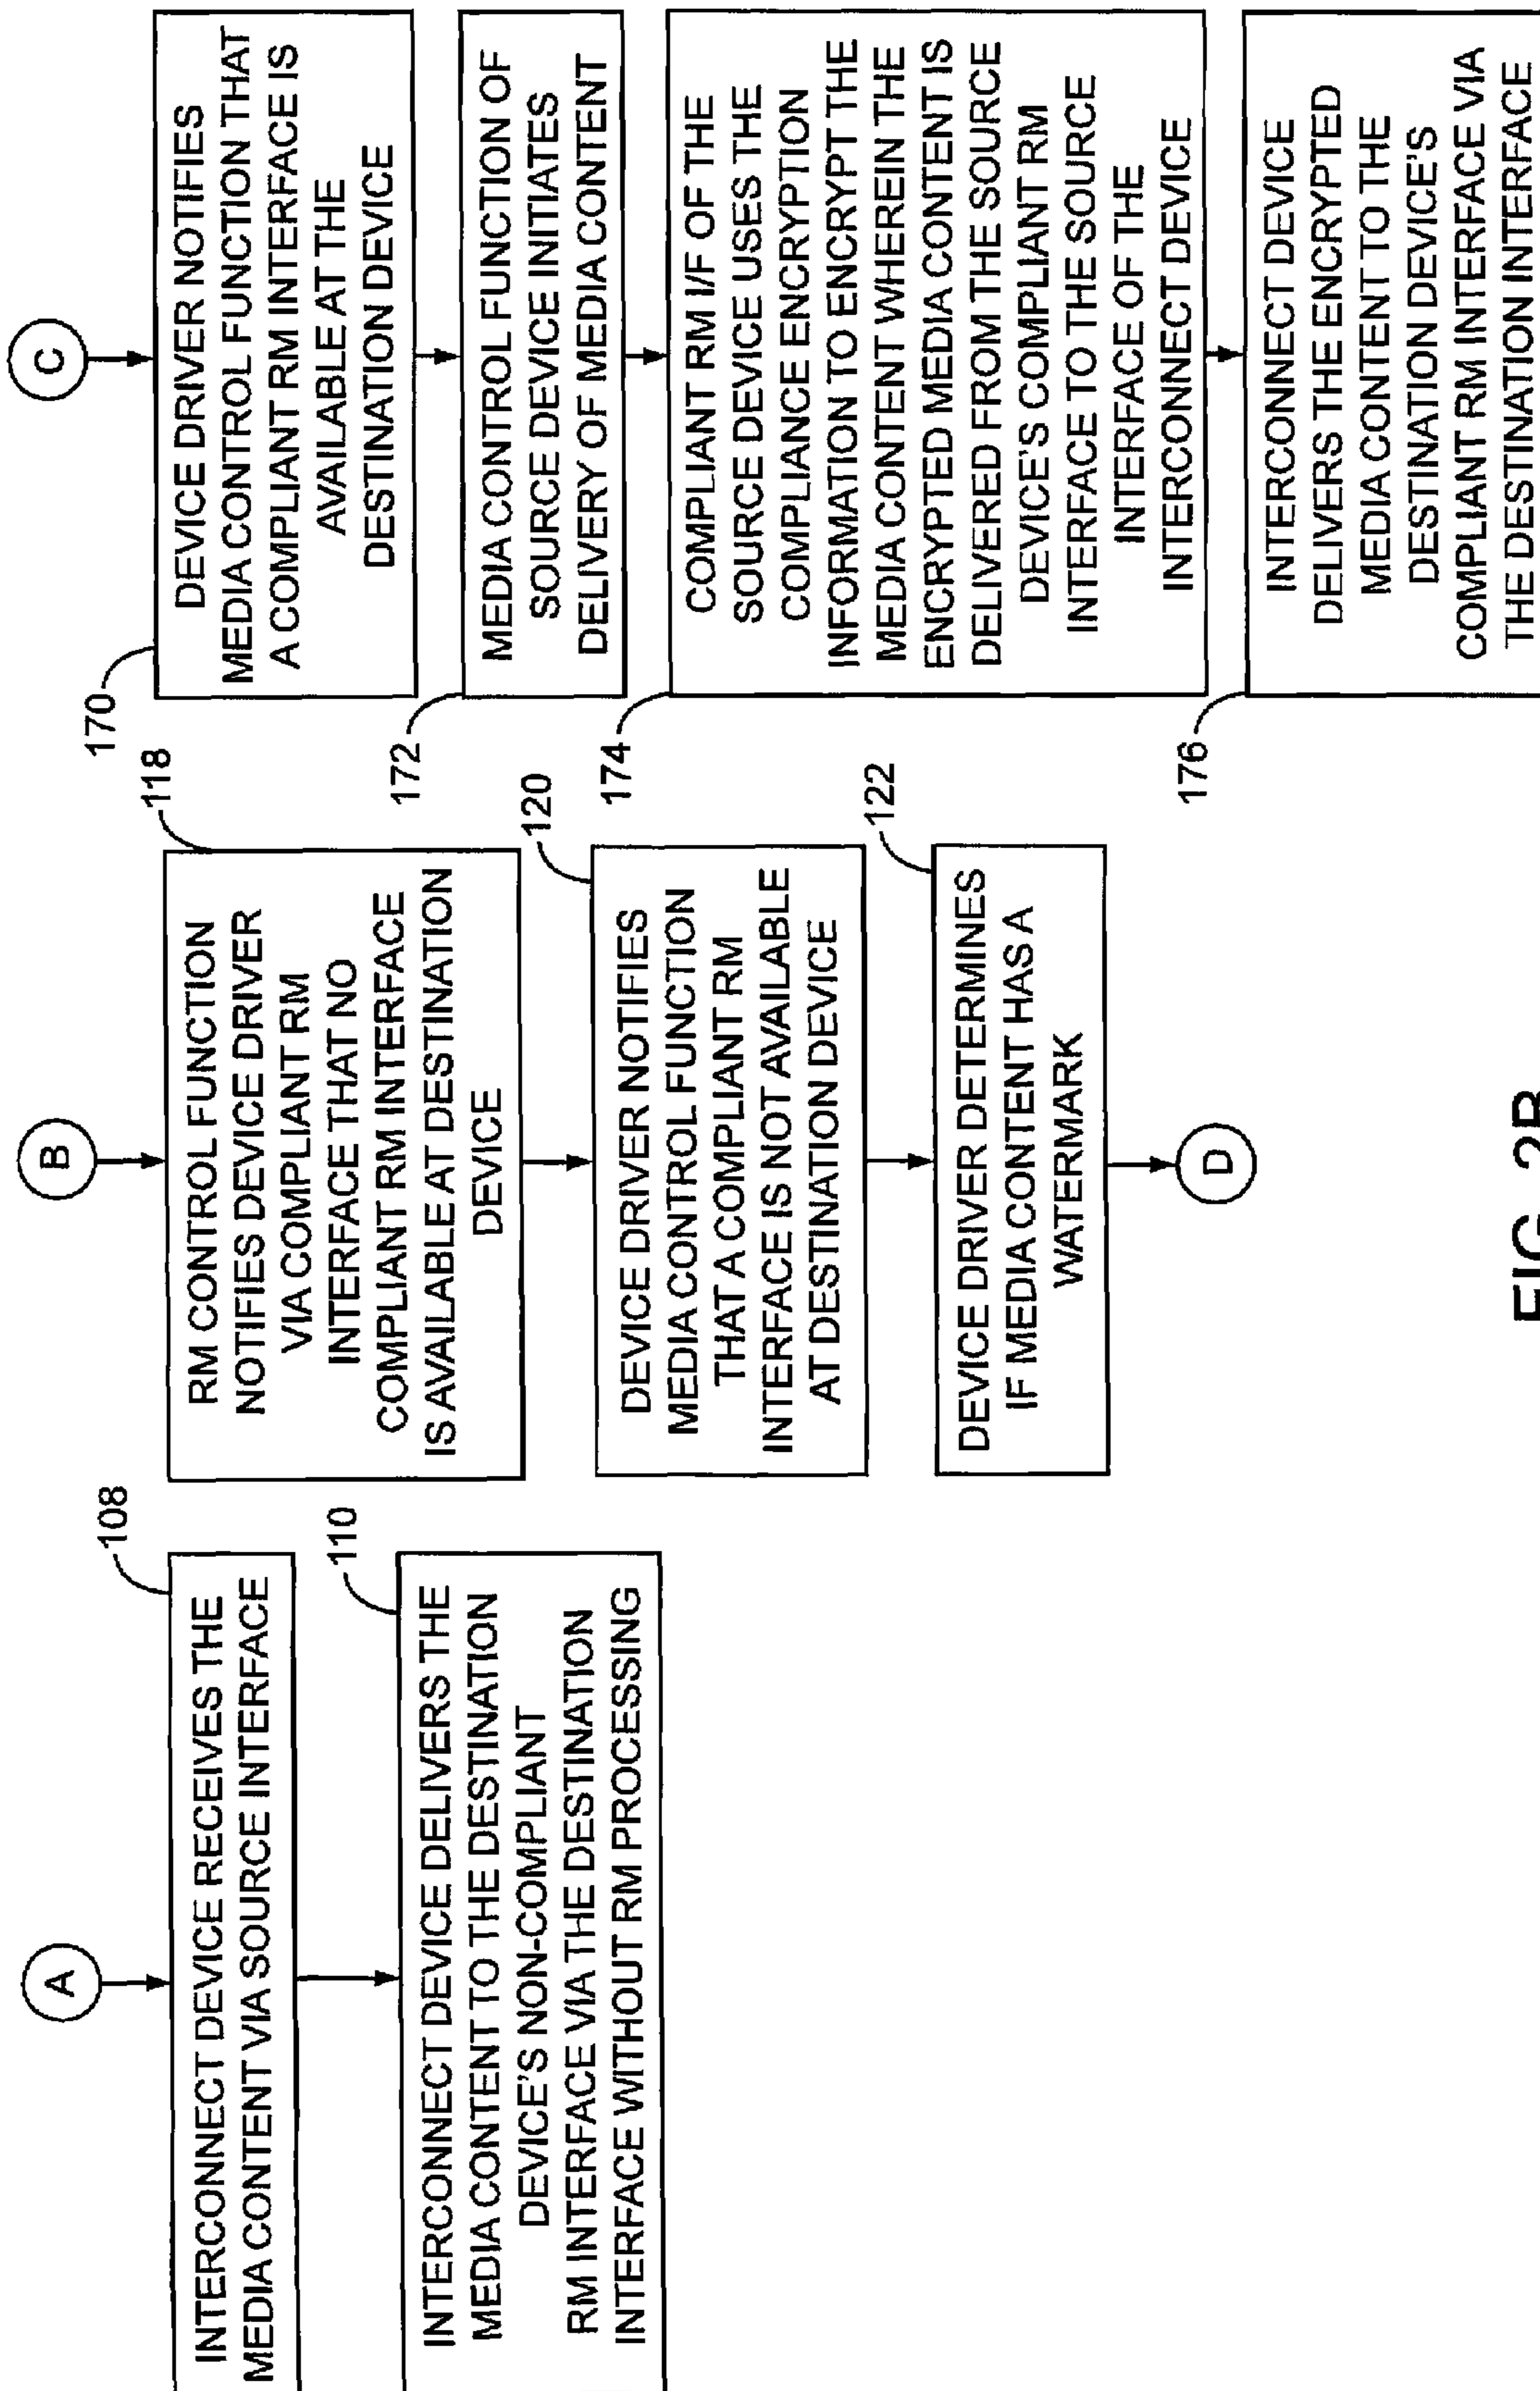 A
108
INTERCONNECT DEVICE RECEIVES THE
MEDIA CONTENT VIA SOURCE INTERFACE
110
INTERCONNECT DEVICE DELIVERS THE
MEDIA CONTENT TO THE DESTINATION
DEVICE'S NON-COMPLIANT
RM INTERFACE VIA THE DESTINATION
INTERFACE WITHOUT RM PROCESSING
B
118
RM CONTROL FUNCTION
NOTIFIES DEVICE DRIVER
VIA COMPLIANT RM
INTERFACE THAT NO
COMPLIANT RM INTERFACE
IS AVAILABLE AT DESTINATION
DEVICE
120
DEVICE DRIVER NOTIFIES
MEDIA CONTROL FUNCTION
THAT A COMPLIANT RM
INTERFACE IS NOT AVAILABLE
AT DESTINATION DEVICE
122
DEVICE DRIVER DETERMINES
IF MEDIA CONTENT HAS A
WATERMARK
D
C
170
DEVICE DRIVER NOTIFIES
MEDIA CONTROL FUNCTION THAT
A COMPLIANT RM INTERFACE IS
AVAILABLE AT THE
DESTINATION DEVICE
172
MEDIA CONTROL FUNCTION OF
SOURCE DEVICE INITIATES
DELIVERY OF MEDIA CONTENT
174
COMPLIANT RM I/F OF THE
SOURCE DEVICE USES THE
COMPLIANCE ENCRYPTION
INFORMATION TO ENCRYPT THE
MEDIA CONTENT WHEREIN THE
ENCRYPTED MEDIA CONTENT IS
DELIVERED FROM THE SOURCE
DEVICE'S COMPLIANT RM
INTERFACE TO THE SOURCE
INTERFACE OF THE
INTERCONNECT DEVICE
176
INTERCONNECT DEVICE
DELIVERS THE ENCRYPTED
MEDIA CONTENT TO THE
DESTINATION DEVICE'S
COMPLIANT RM INTERFACE VIA
THE DESTINATION INTERFACE
FIG. 2B